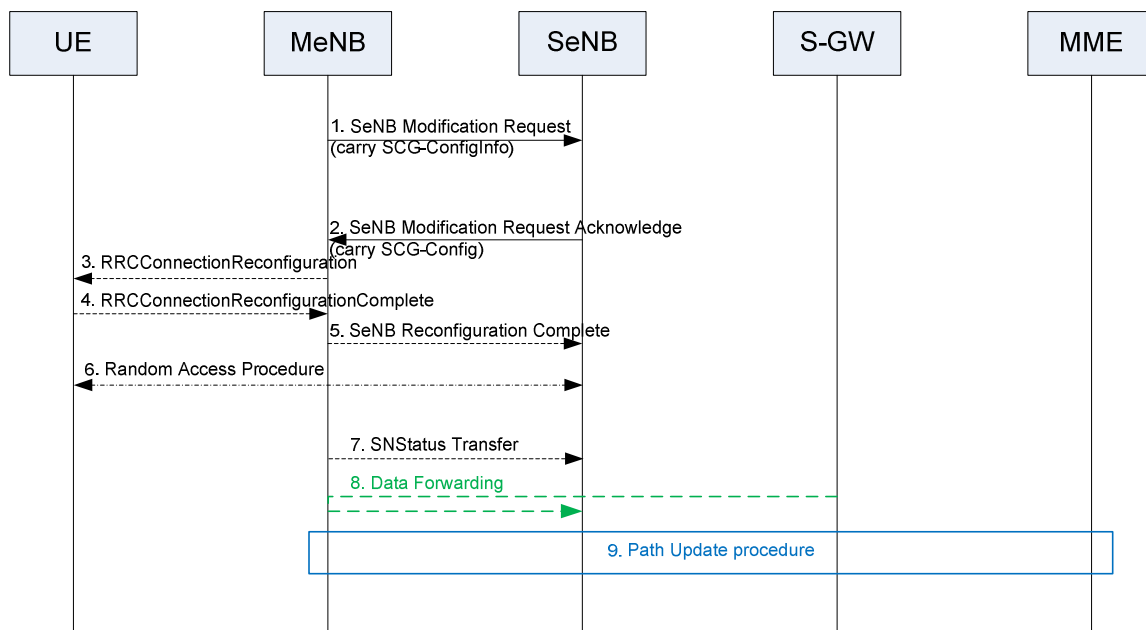 UE
MeNB
SeNB
S-GW
MME
1. SeNB Modification Request
(carry SCG-ConfigInfo)
2. SeNB Modification Request Acknowledge
(carry SCG-Config)
3. RRCConnectionReconfiguration
4. RRCConnectionReconfigurationComplete
5. SeNB Reconfiguration Complete
6. Random Access Procedure
7. SNStatus Transfer
8. Data Forwarding
9. Path Update procedure